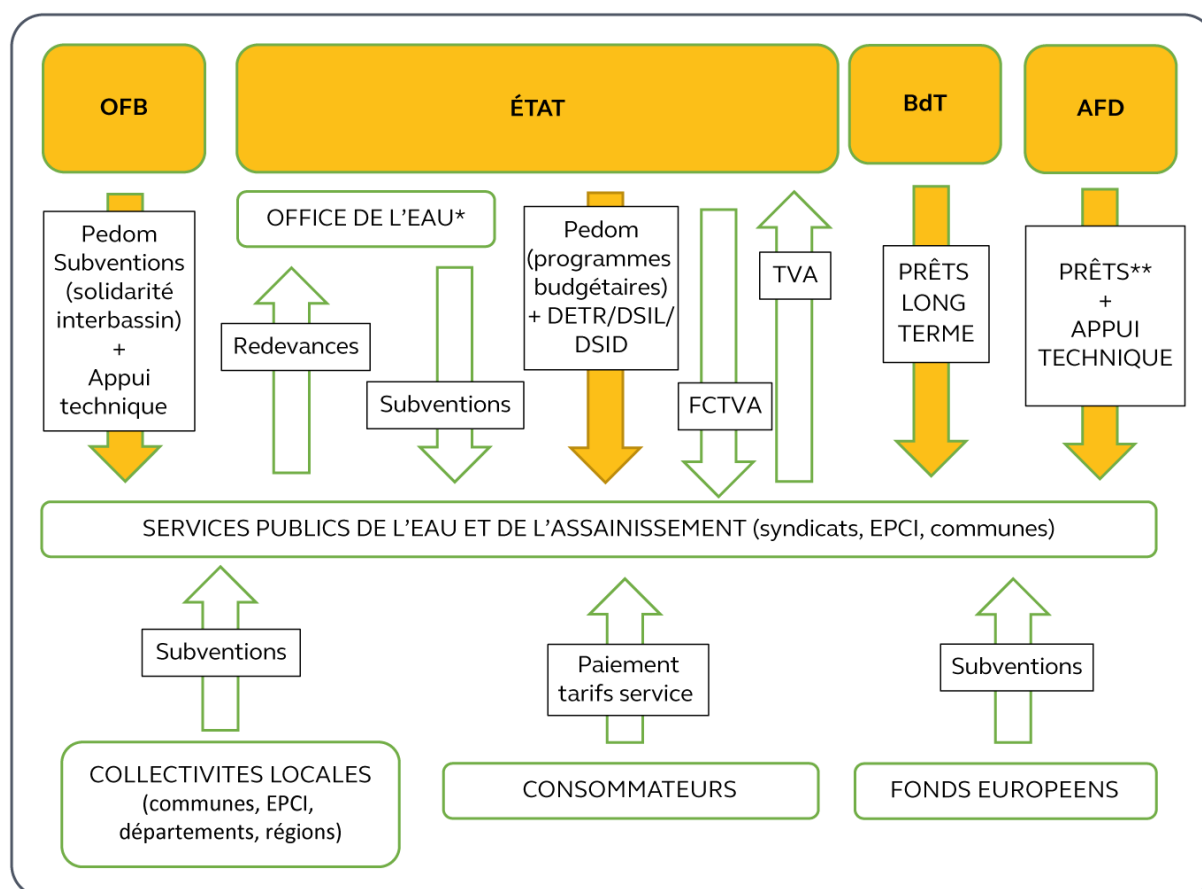 OFB
ÉTAT
BdT
AFD
Pedom
Subventions
(solidarité
interbassin)
+
Appui
technique
OFFICE DE L'EAU*
Redevances
Subventions
Pedom
(programmes
budgétaires)
+ DETR/DSIL/
DSID
FCTVA
TVA
PRÊTS
LONG
TERME
PRÊTS**
+
APPUI
TECHNIQUE
SERVICES PUBLICS DE L'EAU ET DE L'ASSAINISSEMENT (syndicats, EPCI, communes)
Subventions
Paiement
tarifs service
Subventions
COLLECTIVITES LOCALES
(communes, EPCI,
départements, régions)
CONSOMMATEURS
FONDS EUROPEENS